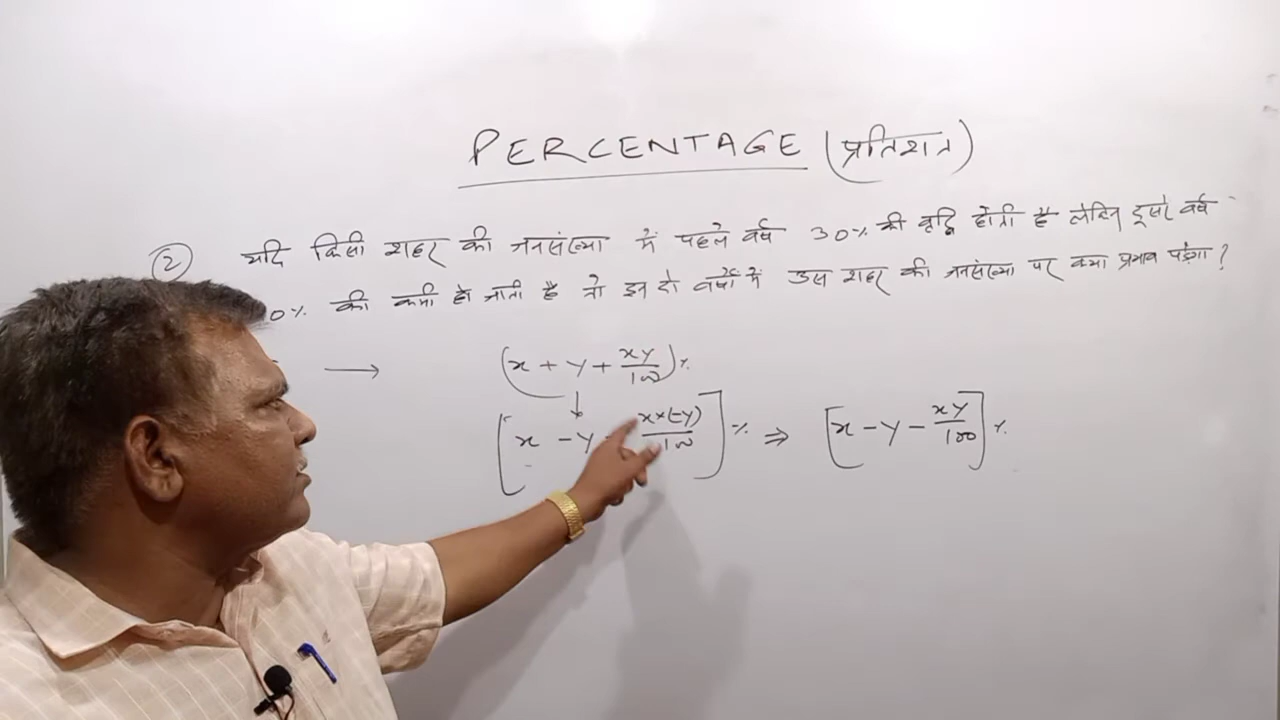 PERCENTAGE (प्रतिशत)
② यदि किसी शहर की जनसंख्या में पहले वर्ष 30% की वृद्धि होती है लेकिन दूसरे वर्ष
0% की कमी हो जाती है तो इन दो वर्षों में उस शहर की जनसंख्या पर क्या प्रभाव पड़ेगा?
→ (x + y + xy/100)%
↓
[x - y x×(-y)/100]% ⇒ [x - y - xy/100]%